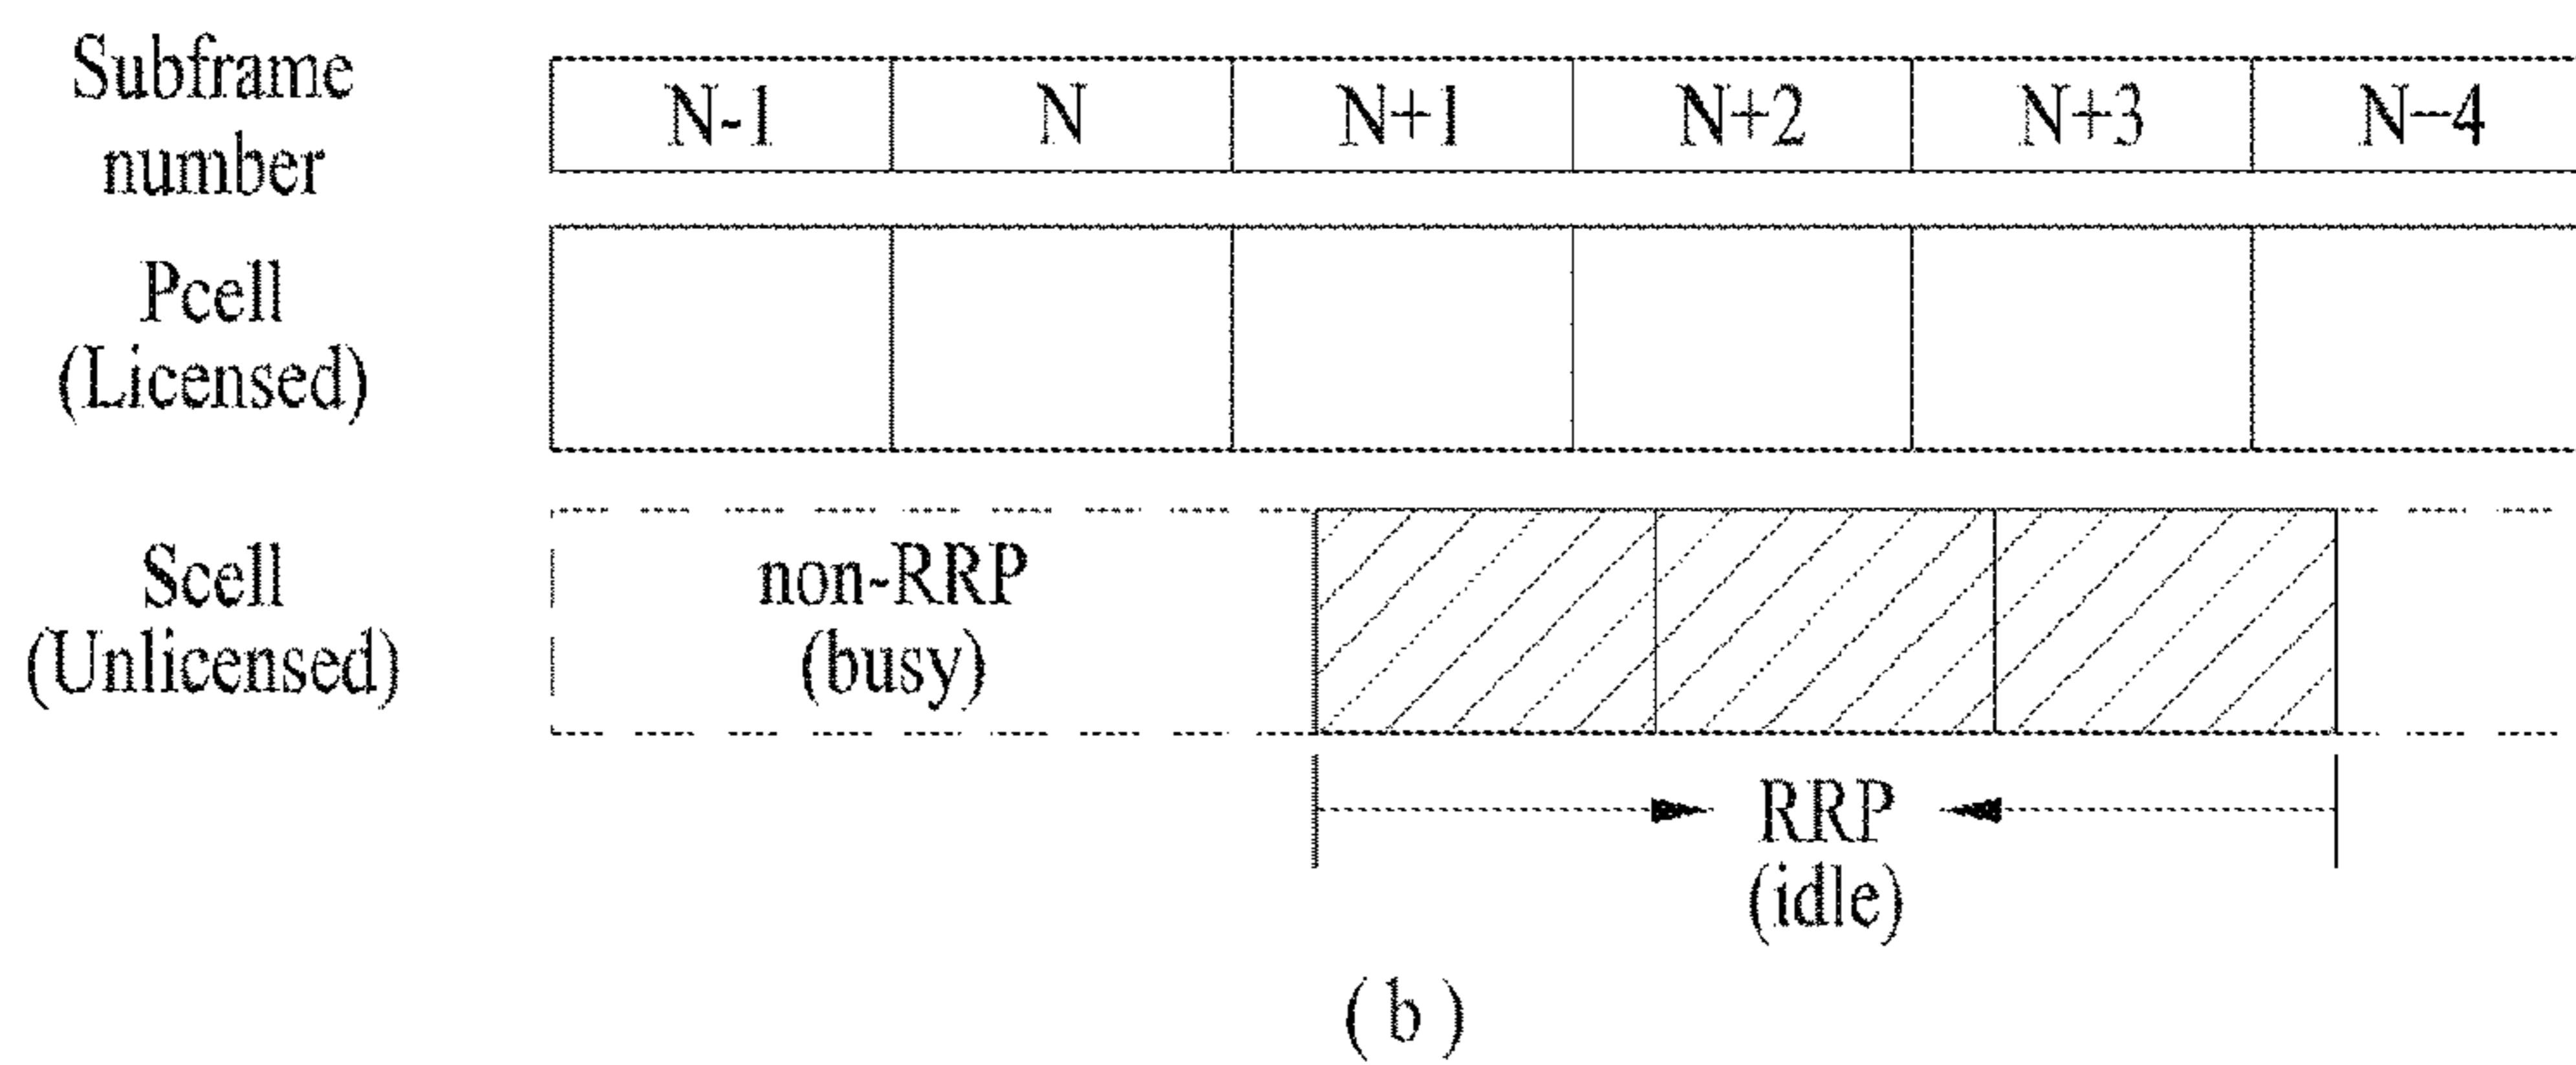 Subframe
number
N-1 N N+1 N+2 N+3 N-4
Pcell
(Licensed)
Scell
(Unlicensed)
non-RRP
(busy)
RRP
(idle)
( b )